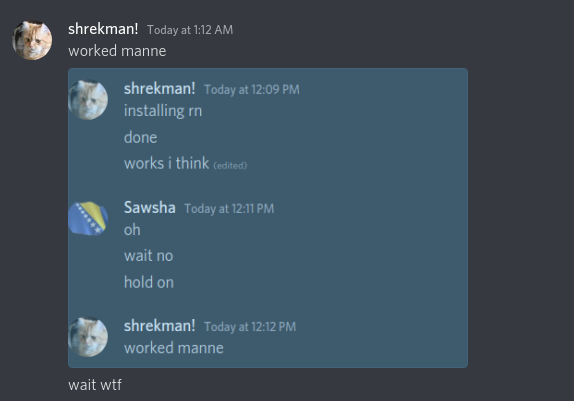 shrekman! Today at 1:12 AM
worked manne
shrekman! Today at 12:09 PM
installing rn
done
works i think (edited)
Sawsha Today at 12:11 PM
oh
wait no
hold on
shrekman! Today at 12:12 PM
worked manne
wait wtf